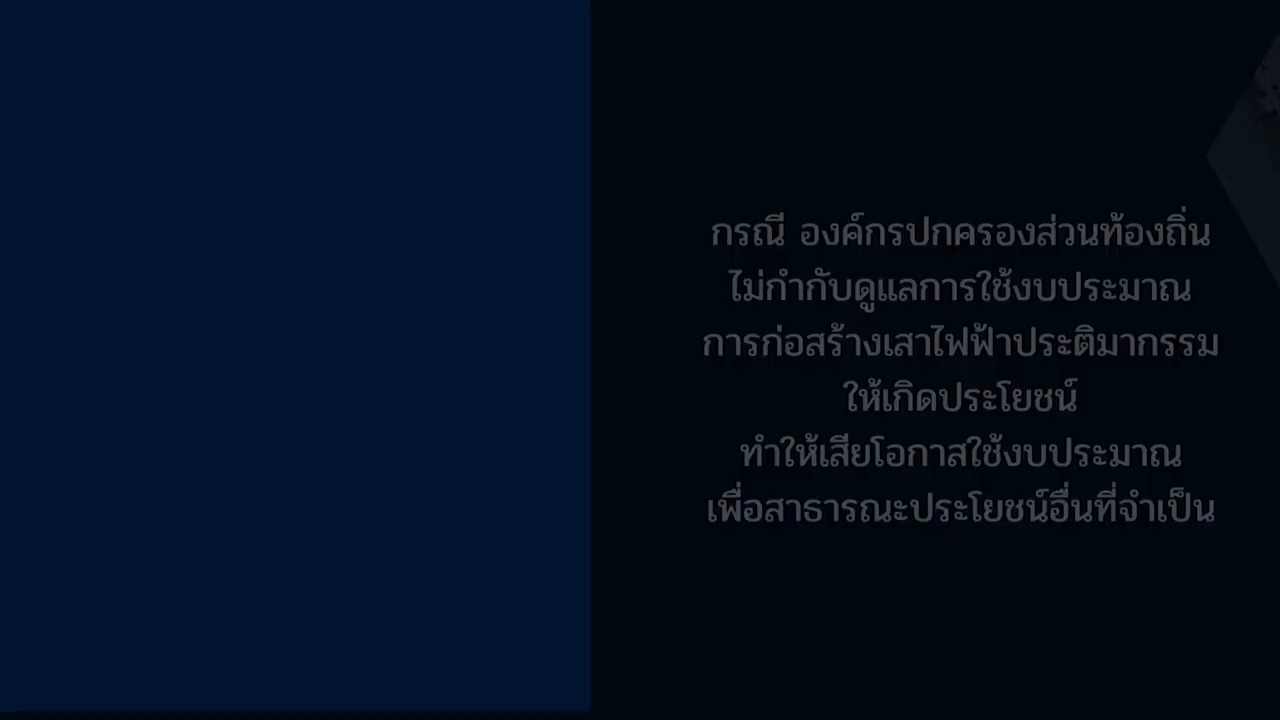 กรณี องค์กรปกครองส่วนท้องถิ่น
ไม่กำกับดูแลการใช้งบประมาณ
การก่อสร้างเสาไฟฟ้าประติมากรรม
ให้เกิดประโยชน์
ทำให้เสียโอกาสใช้งบประมาณ
เพื่อสาธารณะประโยชน์อื่นที่จำเป็น